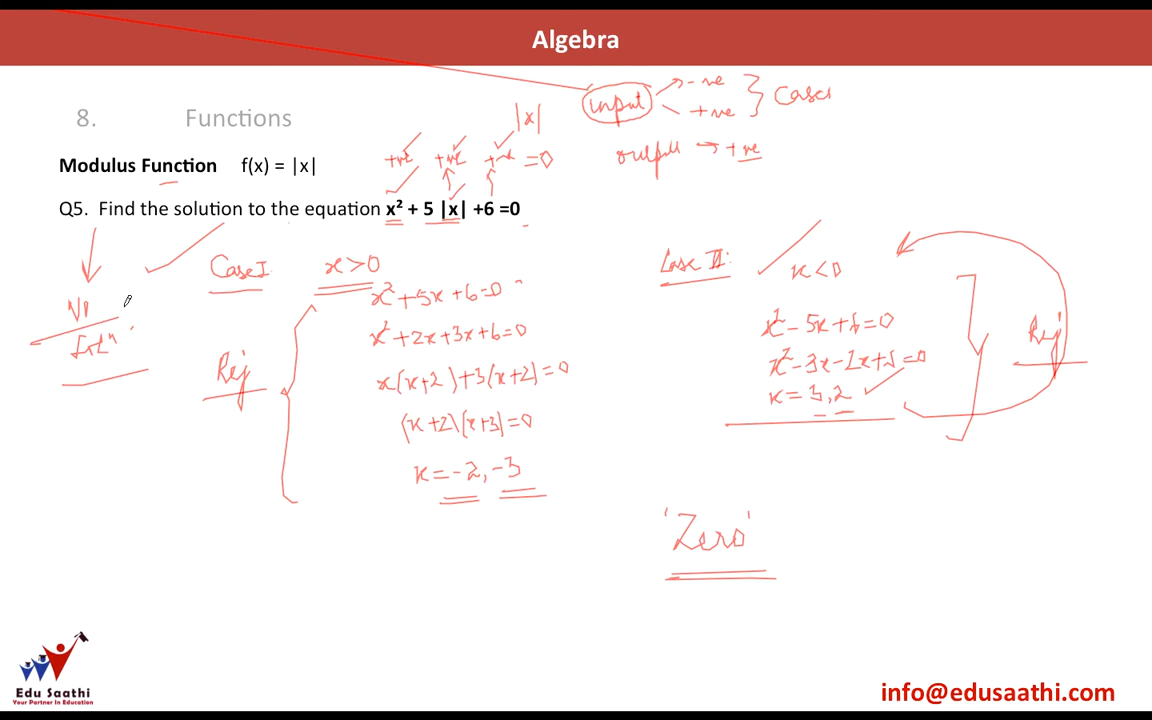 Algebra
8. Functions
Modulus Function f(x) = |x|
|x|
input
-ve
+ve
Cases
output → +ve
+ve +ve +ve =0
Q5. Find the solution to the equation x² + 5 |x| +6 =0
No
Case I x>0
x²+5x+6=0
x²+2x+3x+6=0
x(x+2)+3(x+2)=0
(x+2)(x+3)=0
x=-2,-3
Rej
Case II:
x<0
x²-5x+6=0
x²-3x-2x+6=0
x=3,2
Rej
'Zero'
Edu Saathi
Your Partner In Education
info@edusaathi.com